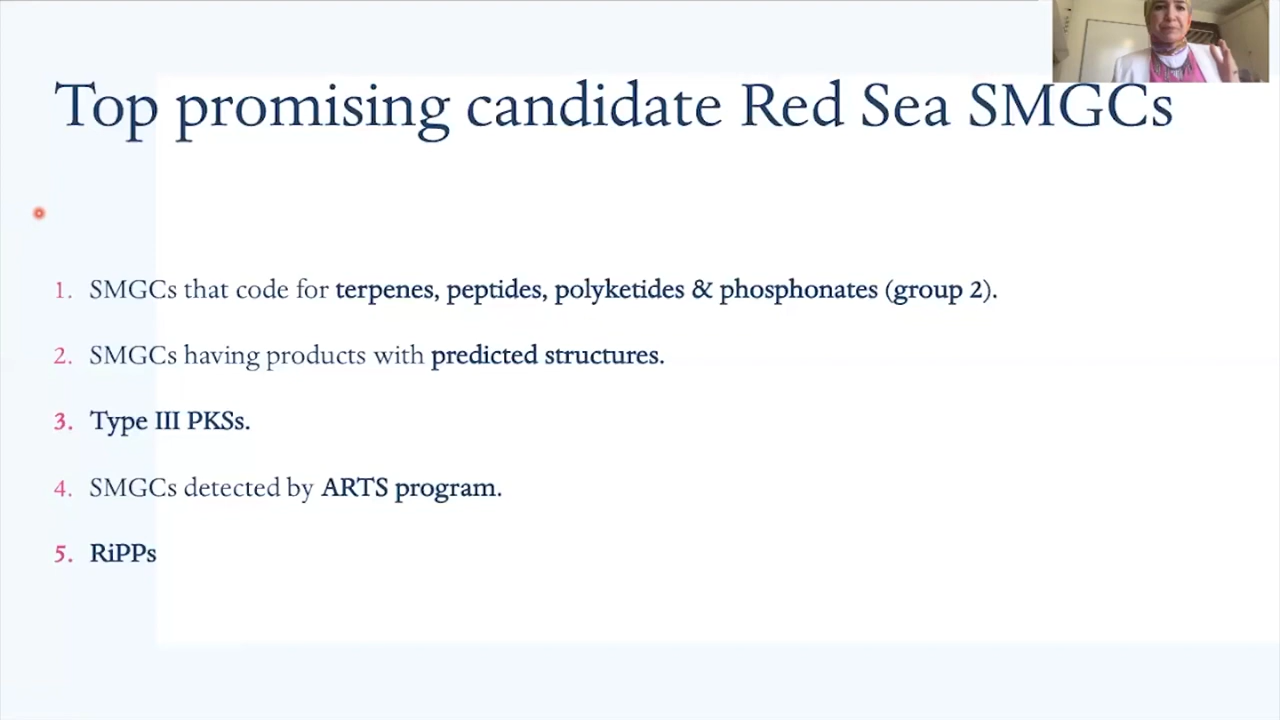 Top promising candidate Red Sea SMGCs
1. SMGCs that code for terpenes, peptides, polyketides & phosphonates (group 2).
2. SMGCs having products with predicted structures.
3. Type III PKSs.
4. SMGCs detected by ARTS program.
5. RiPPs